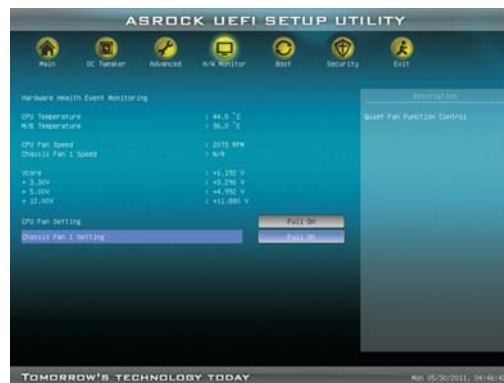 ASROCK UEFI SETUP UTILITY
Main OC Tweaker Advanced H/W Monitor Boot Security Exit
Hardware Health Event Monitoring
Description
Quiet Fan Function Control
CPU Temperature : 44.5 °C
M/B Temperature : 36.0 °C
CPU Fan Speed : 2073 RPM
Chassis Fan 1 Speed : N/A
Vcore : +1.192 V
+ 3.30V : +3.296 V
+ 5.00V : +4.992 V
+ 12.00V : +11.880 V
CPU Fan Setting Full On
Chassis Fan 1 Setting Full On
TOMORROW'S TECHNOLOGY TODAY
Mon 05/30/2011,